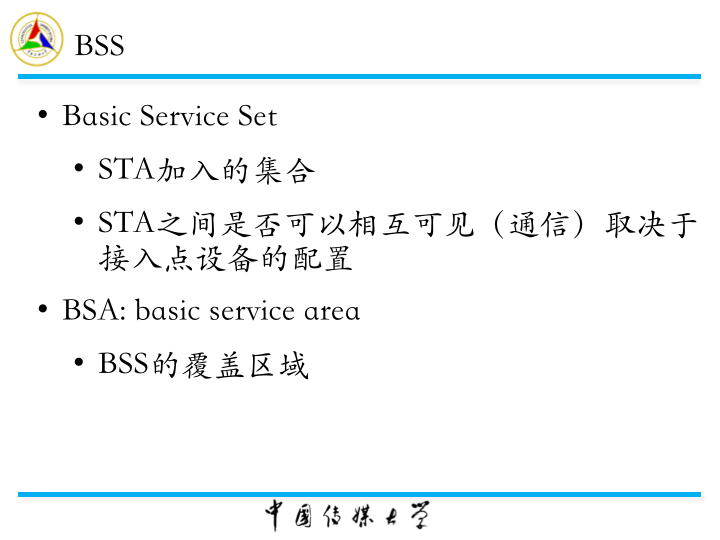 BSS
• Basic Service Set
• STA加入的集合
• STA之间是否可以相互可见（通信）取决于
接入点设备的配置
• BSA: basic service area
• BSS的覆盖区域
中国传媒大学